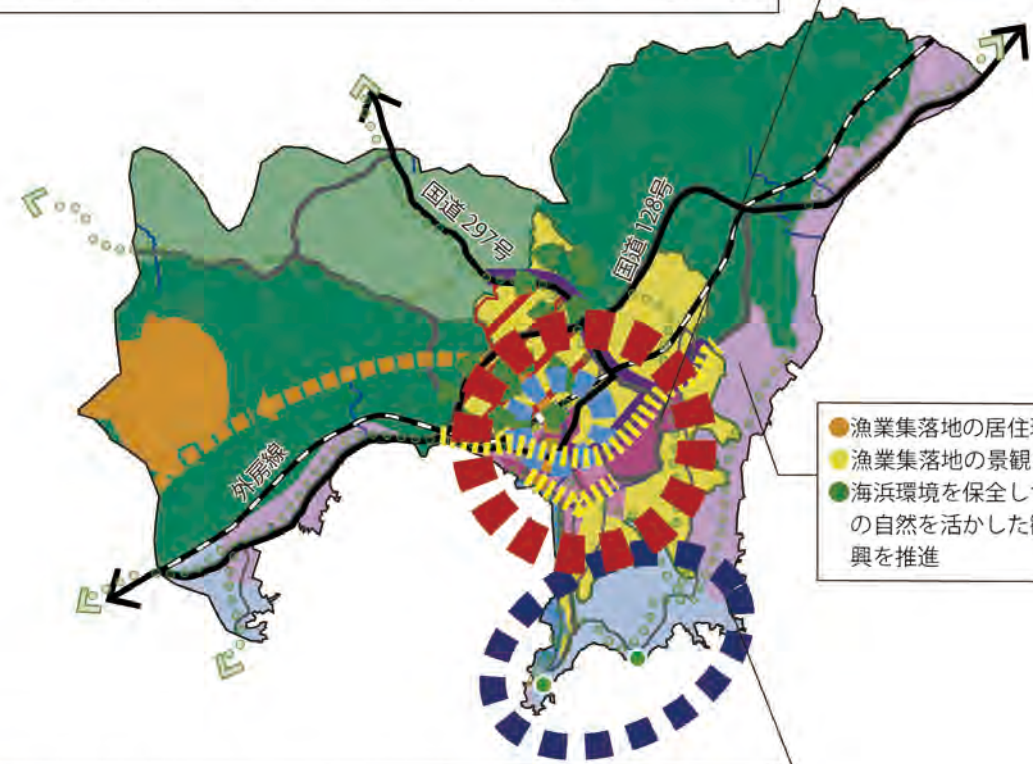 国道 297号
国道 128号
外房線
漁業集落地の居住
漁業集落地の景観
海浜環境を保全し
の自然を活かした
興を推進